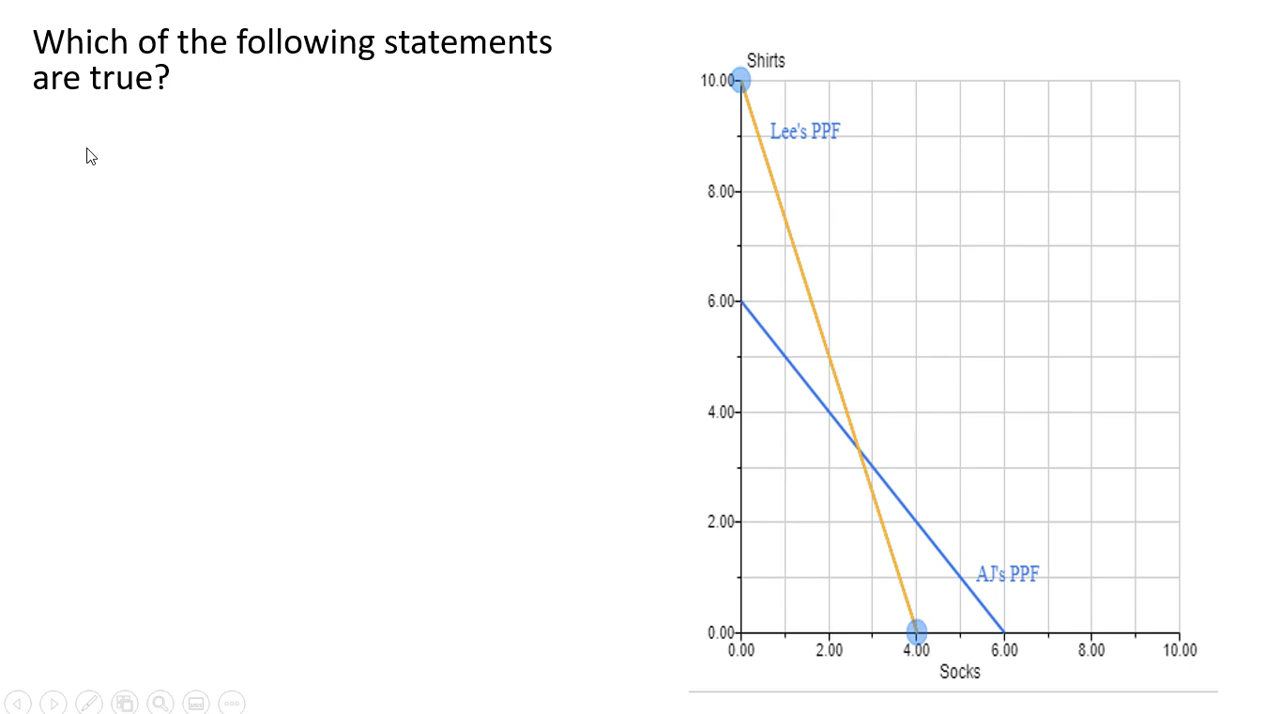 Which of the following statements
are true?
Shirts
10.00
Lee's PPF
8.00
6.00
4.00
2.00
AJ's PPF
0.00
0.00 2.00 4.00 6.00 8.00 10.00
Socks